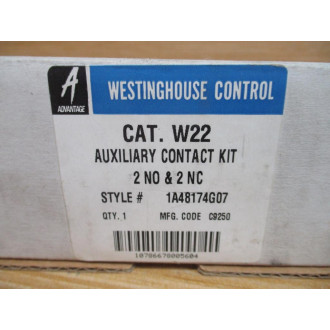 A
ADVANTAGE
WESTINGHOUSE CONTROL
CAT. W22
AUXILIARY CONTACT KIT
2 NO & 2 NC
STYLE # 1A48174G07
QTY. 1 MFG. CODE C9250
10786678005604